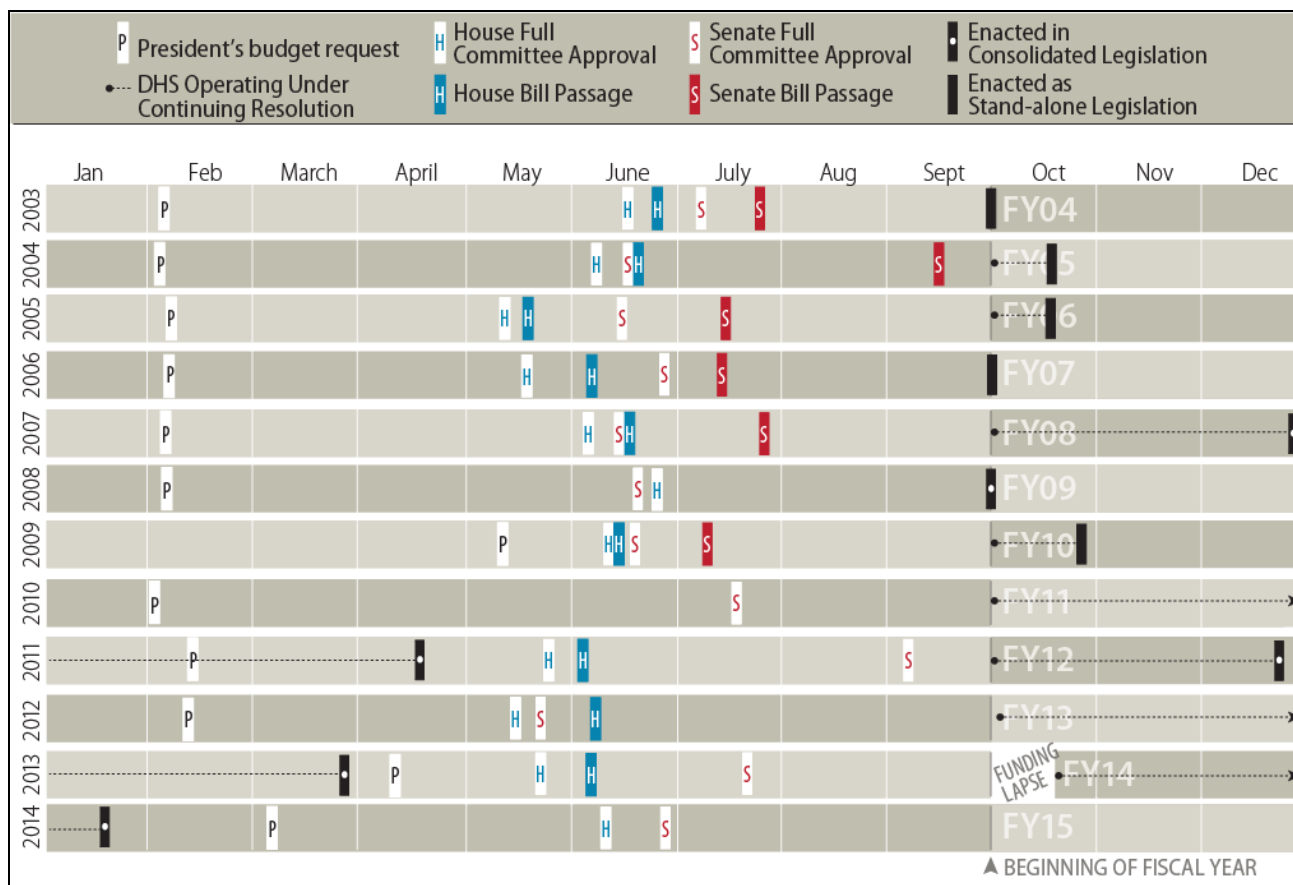 P President's budget request
H House Full Committee Approval
S Senate Full Committee Approval
Enacted in Consolidated Legislation
DHS Operating Under Continuing Resolution
H House Bill Passage
S Senate Bill Passage
Enacted as Stand-alone Legislation
Jan Feb March April May June July Aug Sept Oct Nov Dec
2003 P H H S S FY04
2004 P H S H S FY05
2005 P H H S S FY06
2006 P H H S S FY07
2007 P H S H S FY08
2008 P S H FY09
2009 P H H S S FY10
2010 P S FY11
2011 P H H S FY12
2012 P H S H FY13
2013 P H H S FUNDING LAPSE FY14
2014 P H S FY15
BEGINNING OF FISCAL YEAR